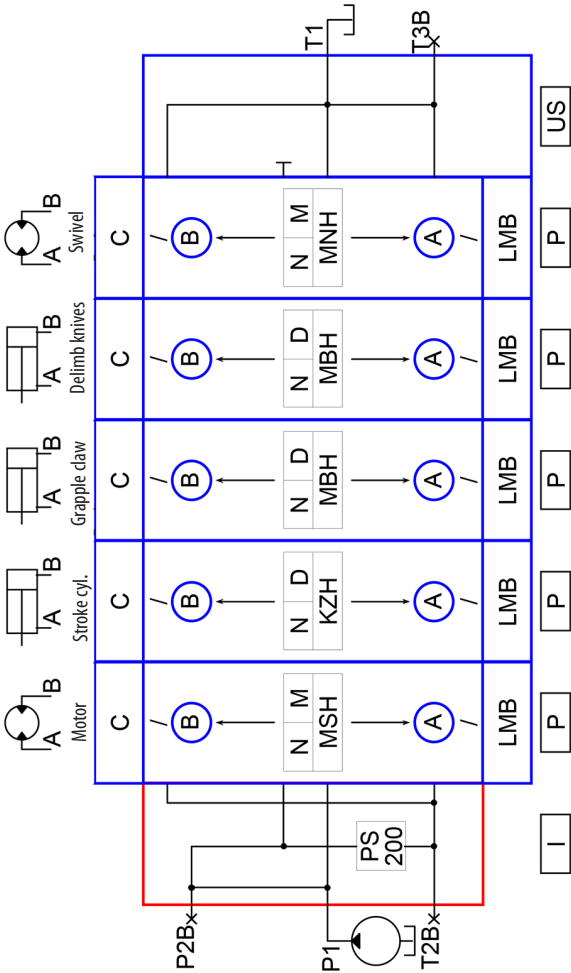 A B A B A B A B A B
Motor Stroke cyl. Grapple claw Delimb knives Swivel
C C C C C
P2B B B B B B
N M N D N D N D N M
P1 MSH KZH MBH MBH MNH T1
PS
200
T2B A A A A A T3B
LMB LMB LMB LMB LMB
I P P P P P US